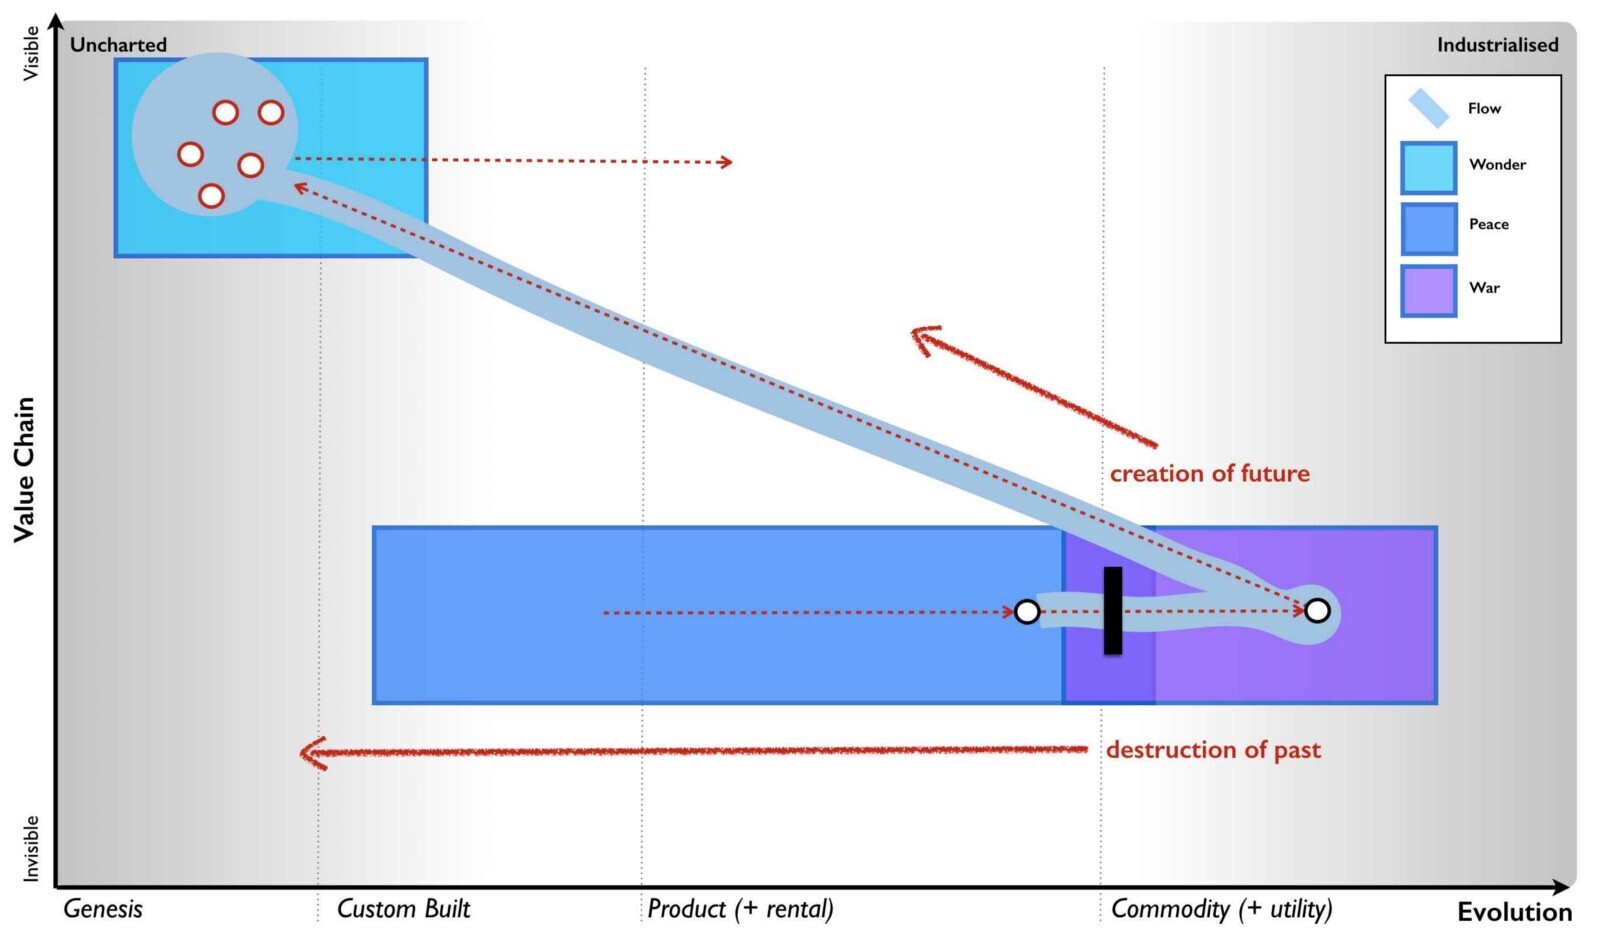 Visible
Uncharted
Industrialised
Flow
Wonder
Peace
War
creation of future
Value Chain
destruction of past
Invisible
Genesis
Custom Built
Product (+ rental)
Commodity (+ utility)
Evolution